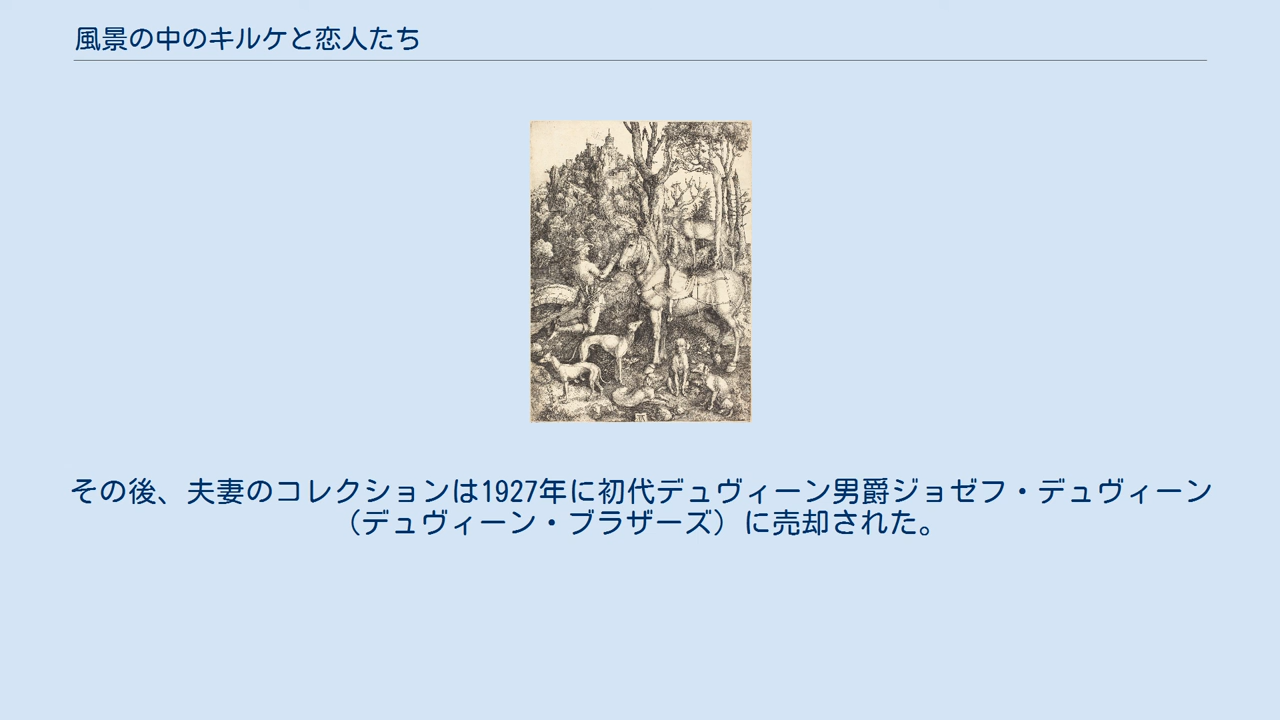 風景の中のキルケと恋人たち
その後、夫妻のコレクションは1927年に初代デュヴィーン男爵ジョゼフ・デュヴィーン
（デュヴィーン・ブラザーズ）に売却された。